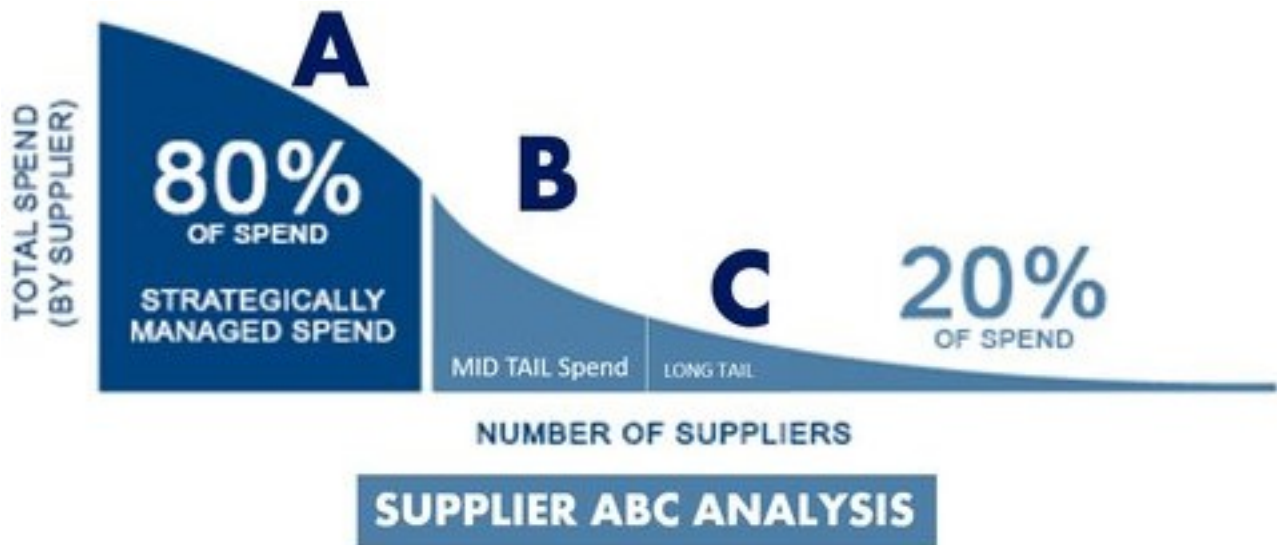 TOTAL SPEND
(BY SUPPLIER)
A
80%
OF SPEND
STRATEGICALLY
MANAGED SPEND
B
MID TAIL Spend
C
LONG TAIL
20%
OF SPEND
NUMBER OF SUPPLIERS
SUPPLIER ABC ANALYSIS